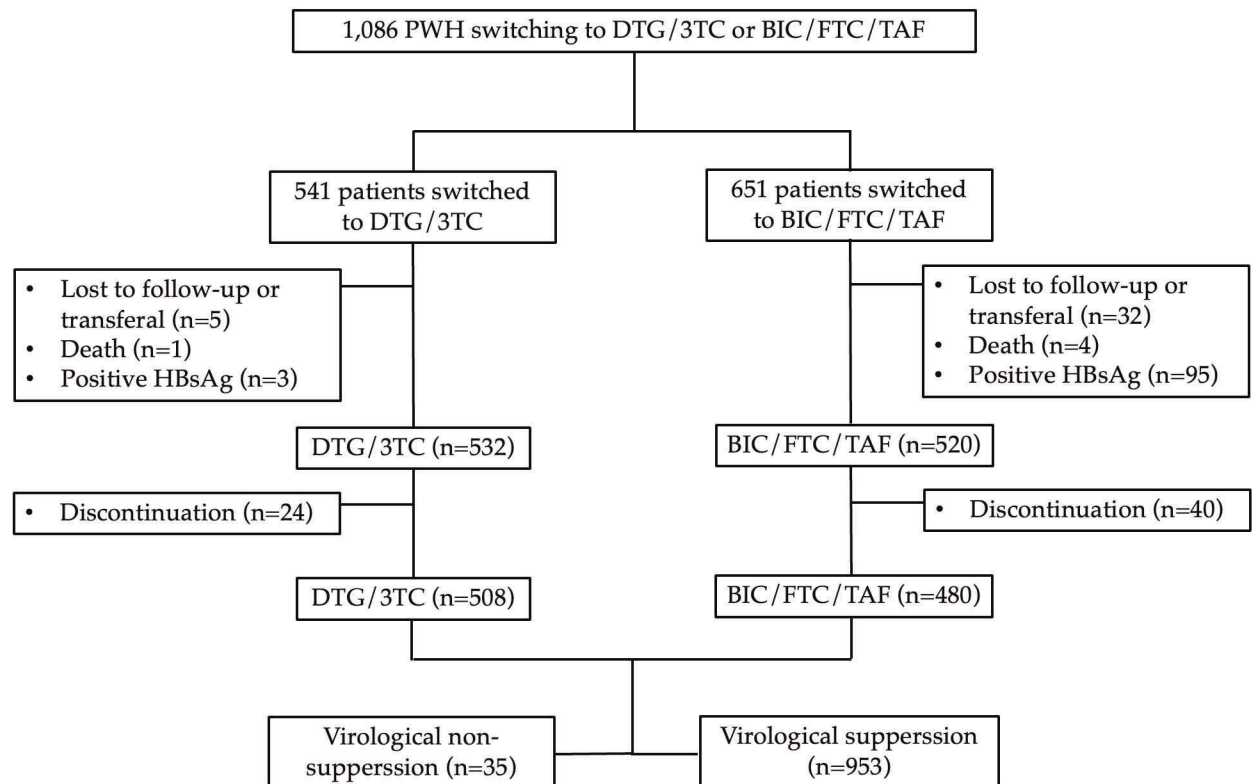 1,086 PWH switching to DTG/3TC or BIC/FTC/TAF
541 patients switched
to DTG/3TC
651 patients switched
to BIC/FTC/TAF
• Lost to follow-up or
transferal (n=5)
• Death (n=1)
• Positive HBsAg (n=3)
• Lost to follow-up or
transferal (n=32)
• Death (n=4)
• Positive HBsAg (n=95)
DTG/3TC (n=532)
BIC/FTC/TAF (n=520)
• Discontinuation (n=24)
• Discontinuation (n=40)
DTG/3TC (n=508)
BIC/FTC/TAF (n=480)
Virological non-
supperssion (n=35)
Virological supperssion
(n=953)